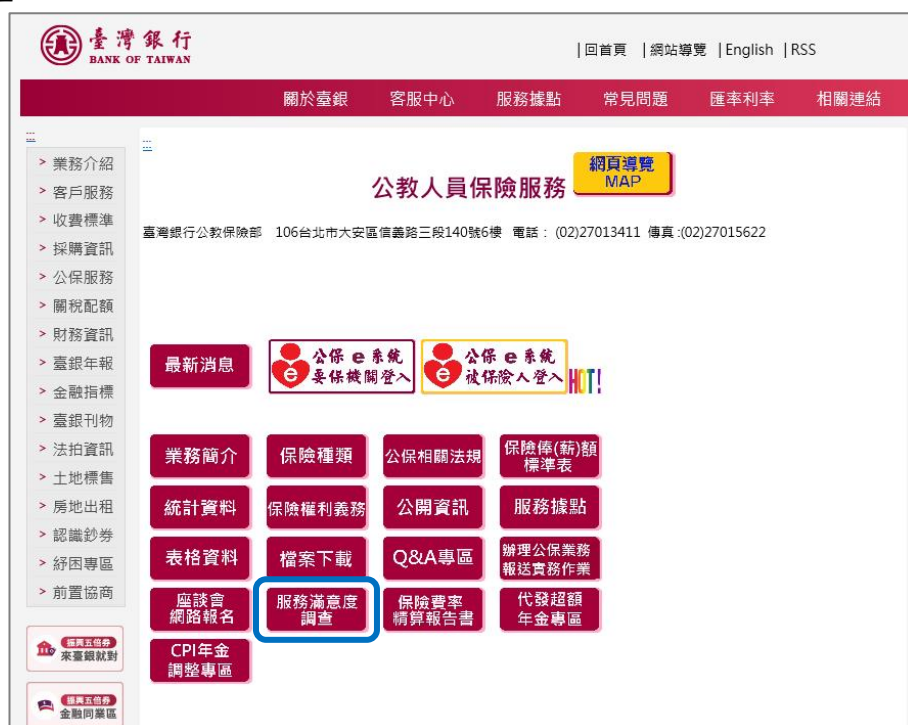 臺灣銀行
BANK OF TAIWAN
|回首頁 |網站導覽 |English |RSS
關於臺銀 客服中心 服務據點 常見問題 匯率利率 相關連結
:::
:::
> 業務介紹
> 客戶服務
> 收費標準
> 採購資訊
> 公保服務
> 關稅配額
> 財務資訊
> 臺銀年報
> 金融指標
> 臺銀刊物
> 法拍資訊
> 土地標售
> 房地出租
> 認識鈔券
> 紓困專區
> 前置協商
振興五倍券
來臺銀就對
振興五倍券
金融同業區
公教人員保險服務
網頁導覽
MAP
臺灣銀行公教保險部 106台北市大安區信義路三段140號6樓 電話： (02)27013411 傳真:(02)27015622
最新消息
公保 e 系統
要保機關登入
公保 e 系統
被保險人登入
HOT!
業務簡介 保險種類 公保相關法規 保險俸(薪)額
標準表
統計資料 保險權利義務 公開資訊 服務據點
表格資料 檔案下載 Q&A專區 辦理公保業務
報送實務作業
座談會
網路報名
服務滿意度
調查
保險費率
精算報告書
代發超額
年金專區
CPI年金
調整專區